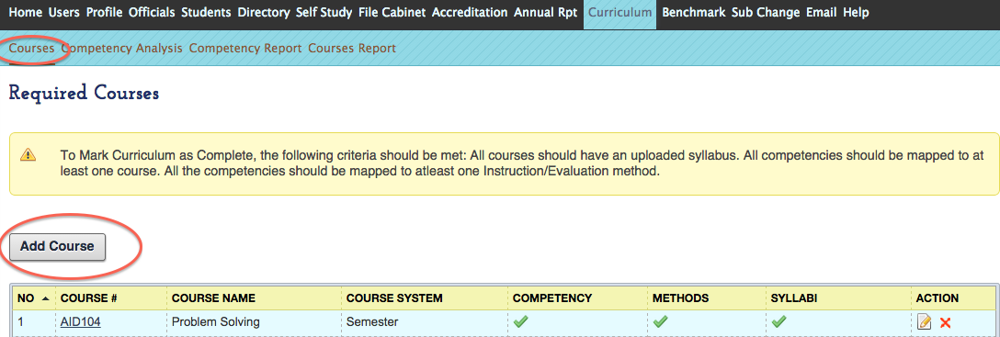 Home Users Profile Officials Students Directory Self Study File Cabinet Accreditation Annual Rpt Curriculum Benchmark Sub Change Email Help
Courses Competency Analysis Competency Report Courses Report
Required Courses
To Mark Curriculum as Complete, the following criteria should be met: All courses should have an uploaded syllabus. All competencies should be mapped to at
least one course. All the competencies should be mapped to atleast one Instruction/Evaluation method.
Add Course
NO COURSE # COURSE NAME COURSE SYSTEM COMPETENCY METHODS SYLLABI ACTION
1 AID104 Problem Solving Semester